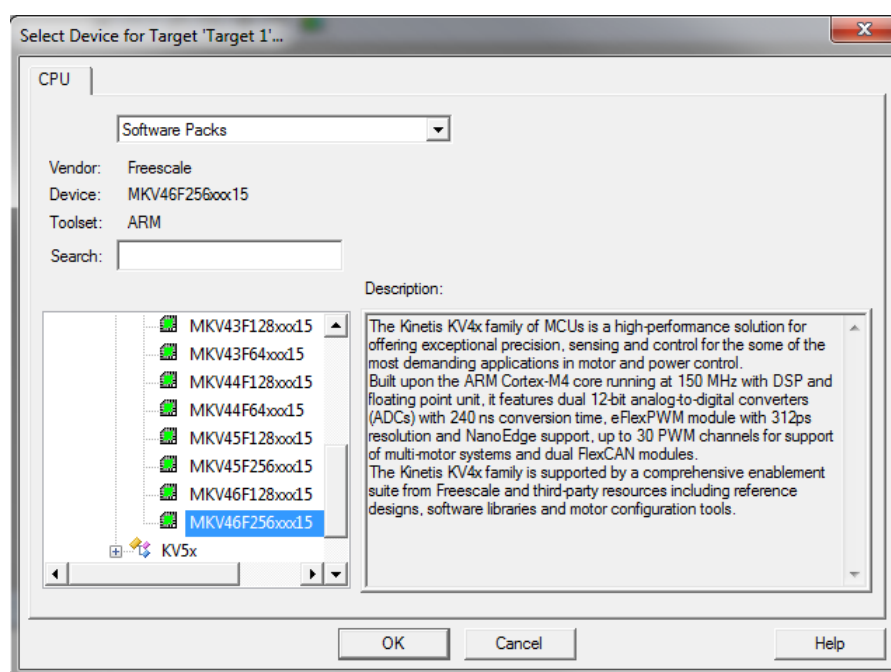 Select Device for Target 'Target 1'...
CPU
Software Packs
Vendor: Freescale
Device: MKV46F256xxx15
Toolset: ARM
Search:
Description:
MKV43F128xxx15
MKV43F64xxx15
MKV44F128xxx15
MKV44F64xxx15
MKV45F128xxx15
MKV45F256xxx15
MKV46F128xxx15
MKV46F256xxx15
KV5x
The Kinetis KV4x family of MCUs is a high-performance solution for
offering exceptional precision, sensing and control for the some of the
most demanding applications in motor and power control.
Built upon the ARM Cortex-M4 core running at 150 MHz with DSP and
floating point unit, it features dual 12-bit analog-to-digital converters
(ADCs) with 240 ns conversion time, eFlexPWM module with 312ps
resolution and NanoEdge support, up to 30 PWM channels for support
of multi-motor systems and dual FlexCAN modules.
The Kinetis KV4x family is supported by a comprehensive enablement
suite from Freescale and third-party resources including reference
designs, software libraries and motor configuration tools.
OK
Cancel
Help